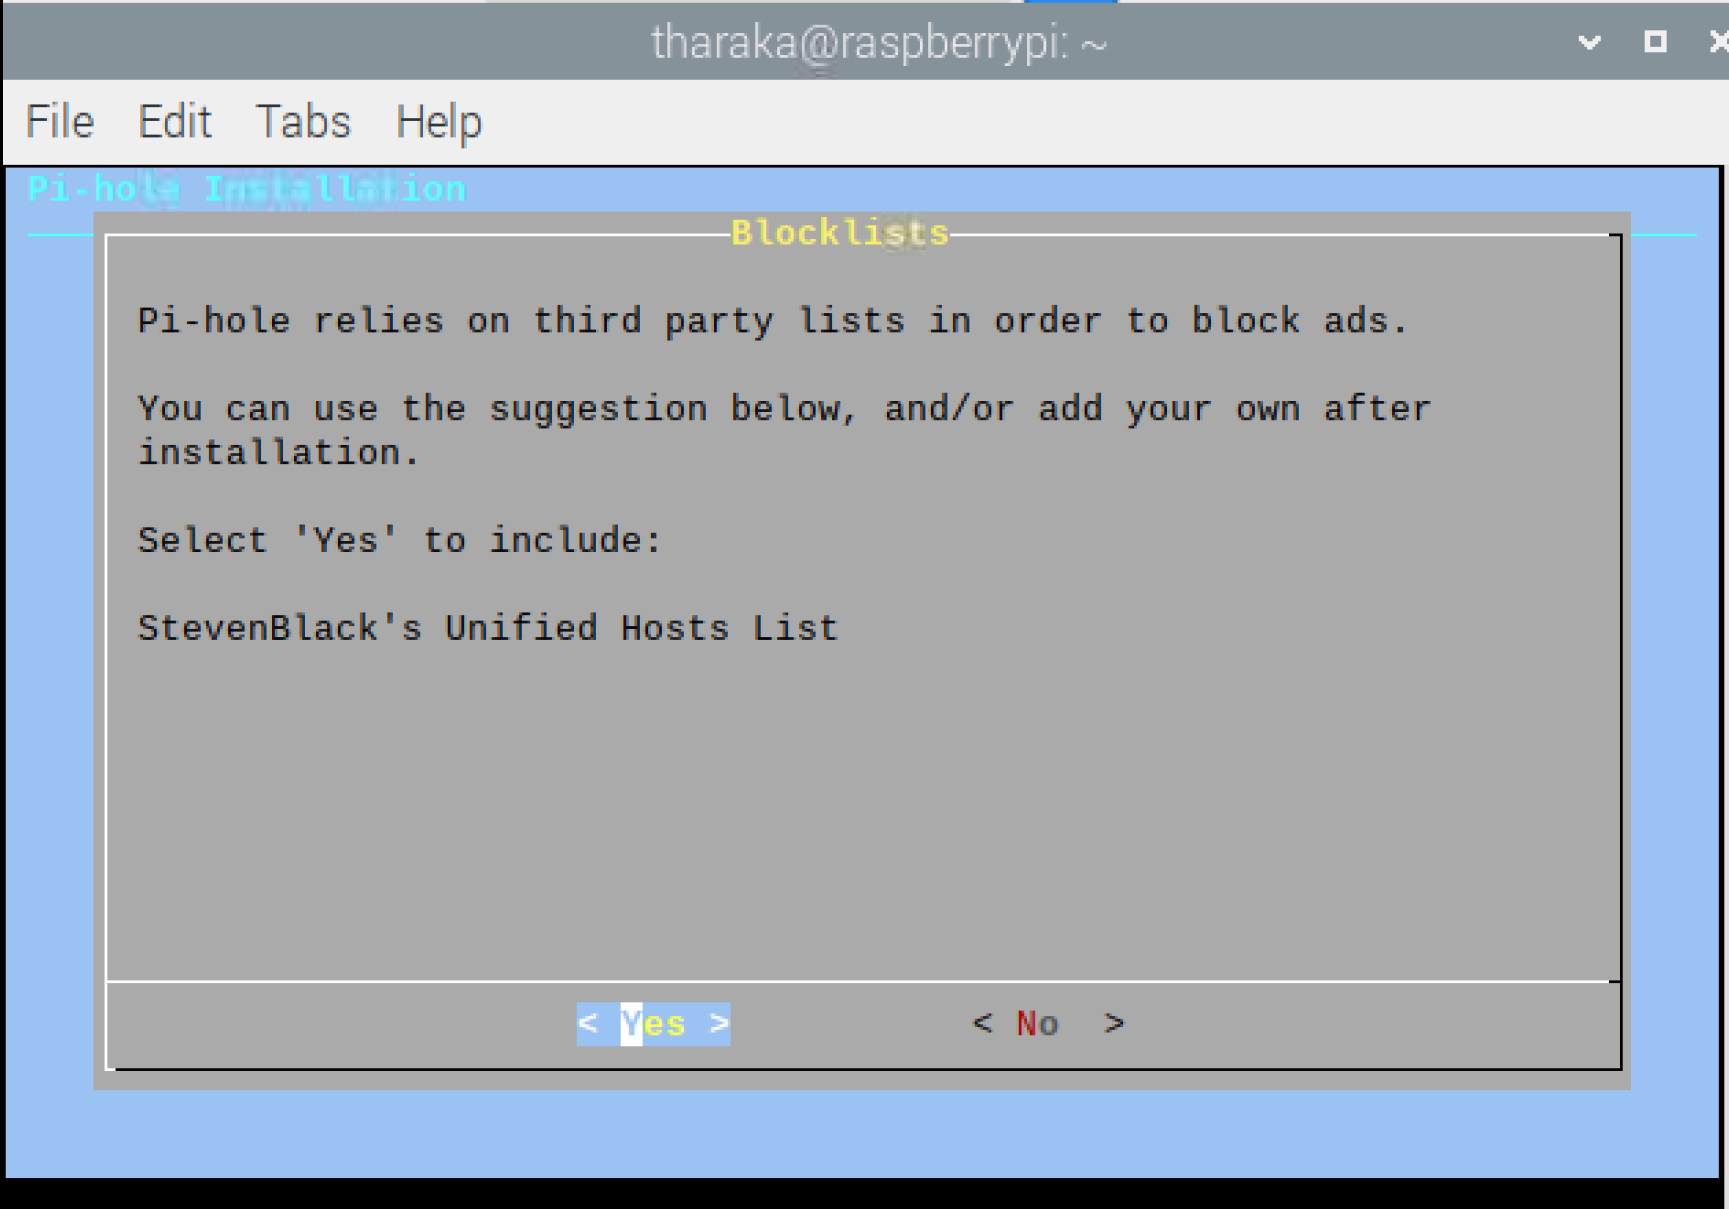 tharaka@raspberrypi: ~
File Edit Tabs Help
Pi-hole Installation
Blocklists
Pi-hole relies on third party lists in order to block ads.
You can use the suggestion below, and/or add your own after
installation.
Select 'Yes' to include:
StevenBlack's Unified Hosts List
< Yes > < No >